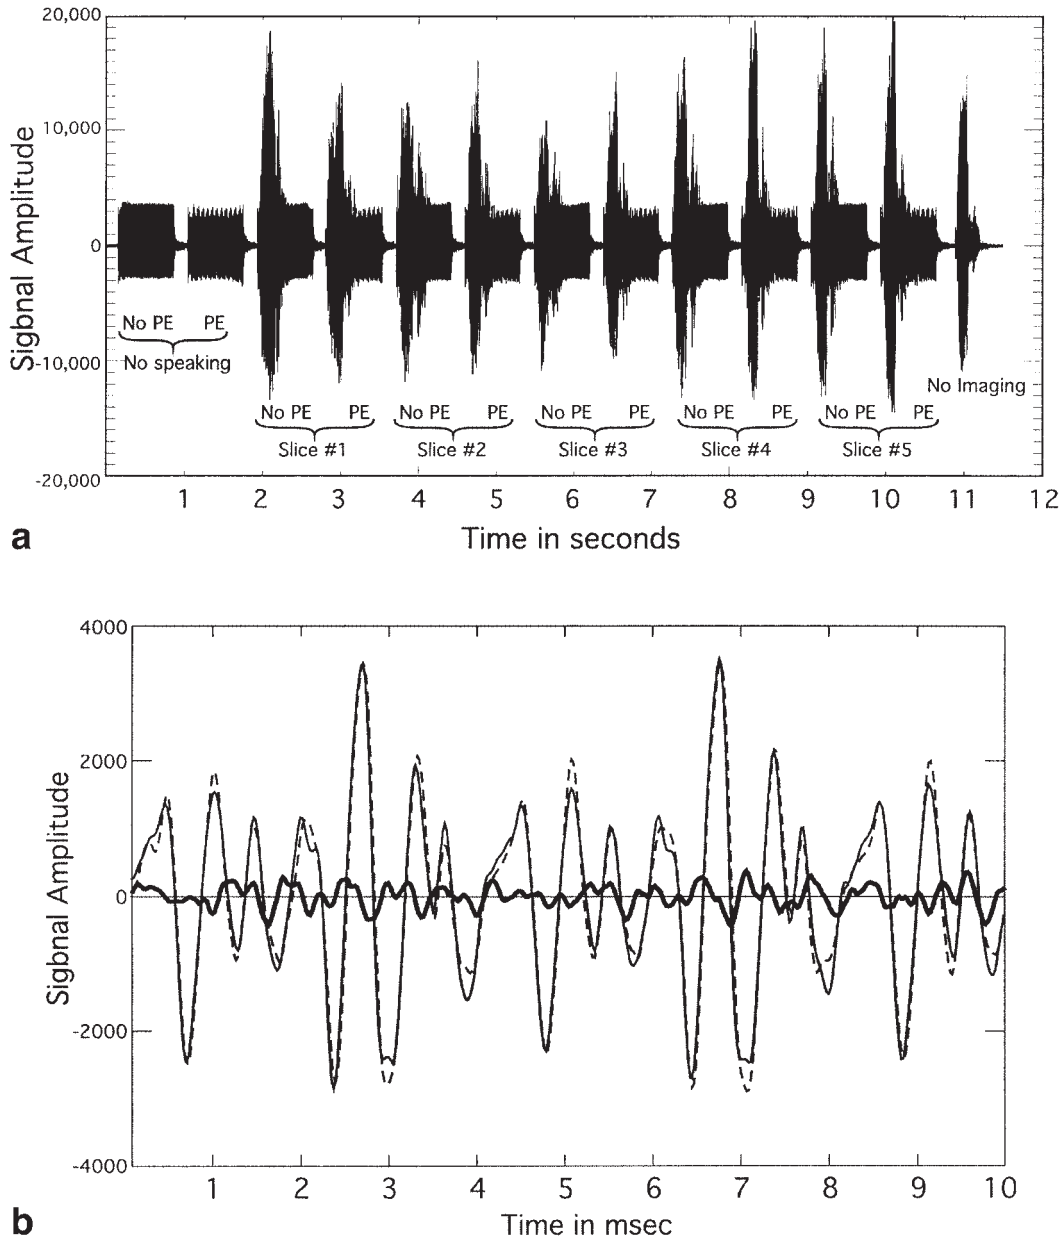 20,000
10,000
0
-10,000
-20,000
Sigbnal Amplitude
No PE PE
No speaking
No PE PE
Slice #1
No PE PE
Slice #2
No PE PE
Slice #3
No PE PE
Slice #4
No PE PE
Slice #5
No Imaging
1 2 3 4 5 6 7 8 9 10 11 12
Time in seconds
a
4000
2000
0
-2000
-4000
Sigbnal Amplitude
1 2 3 4 5 6 7 8 9 10
Time in msec
b